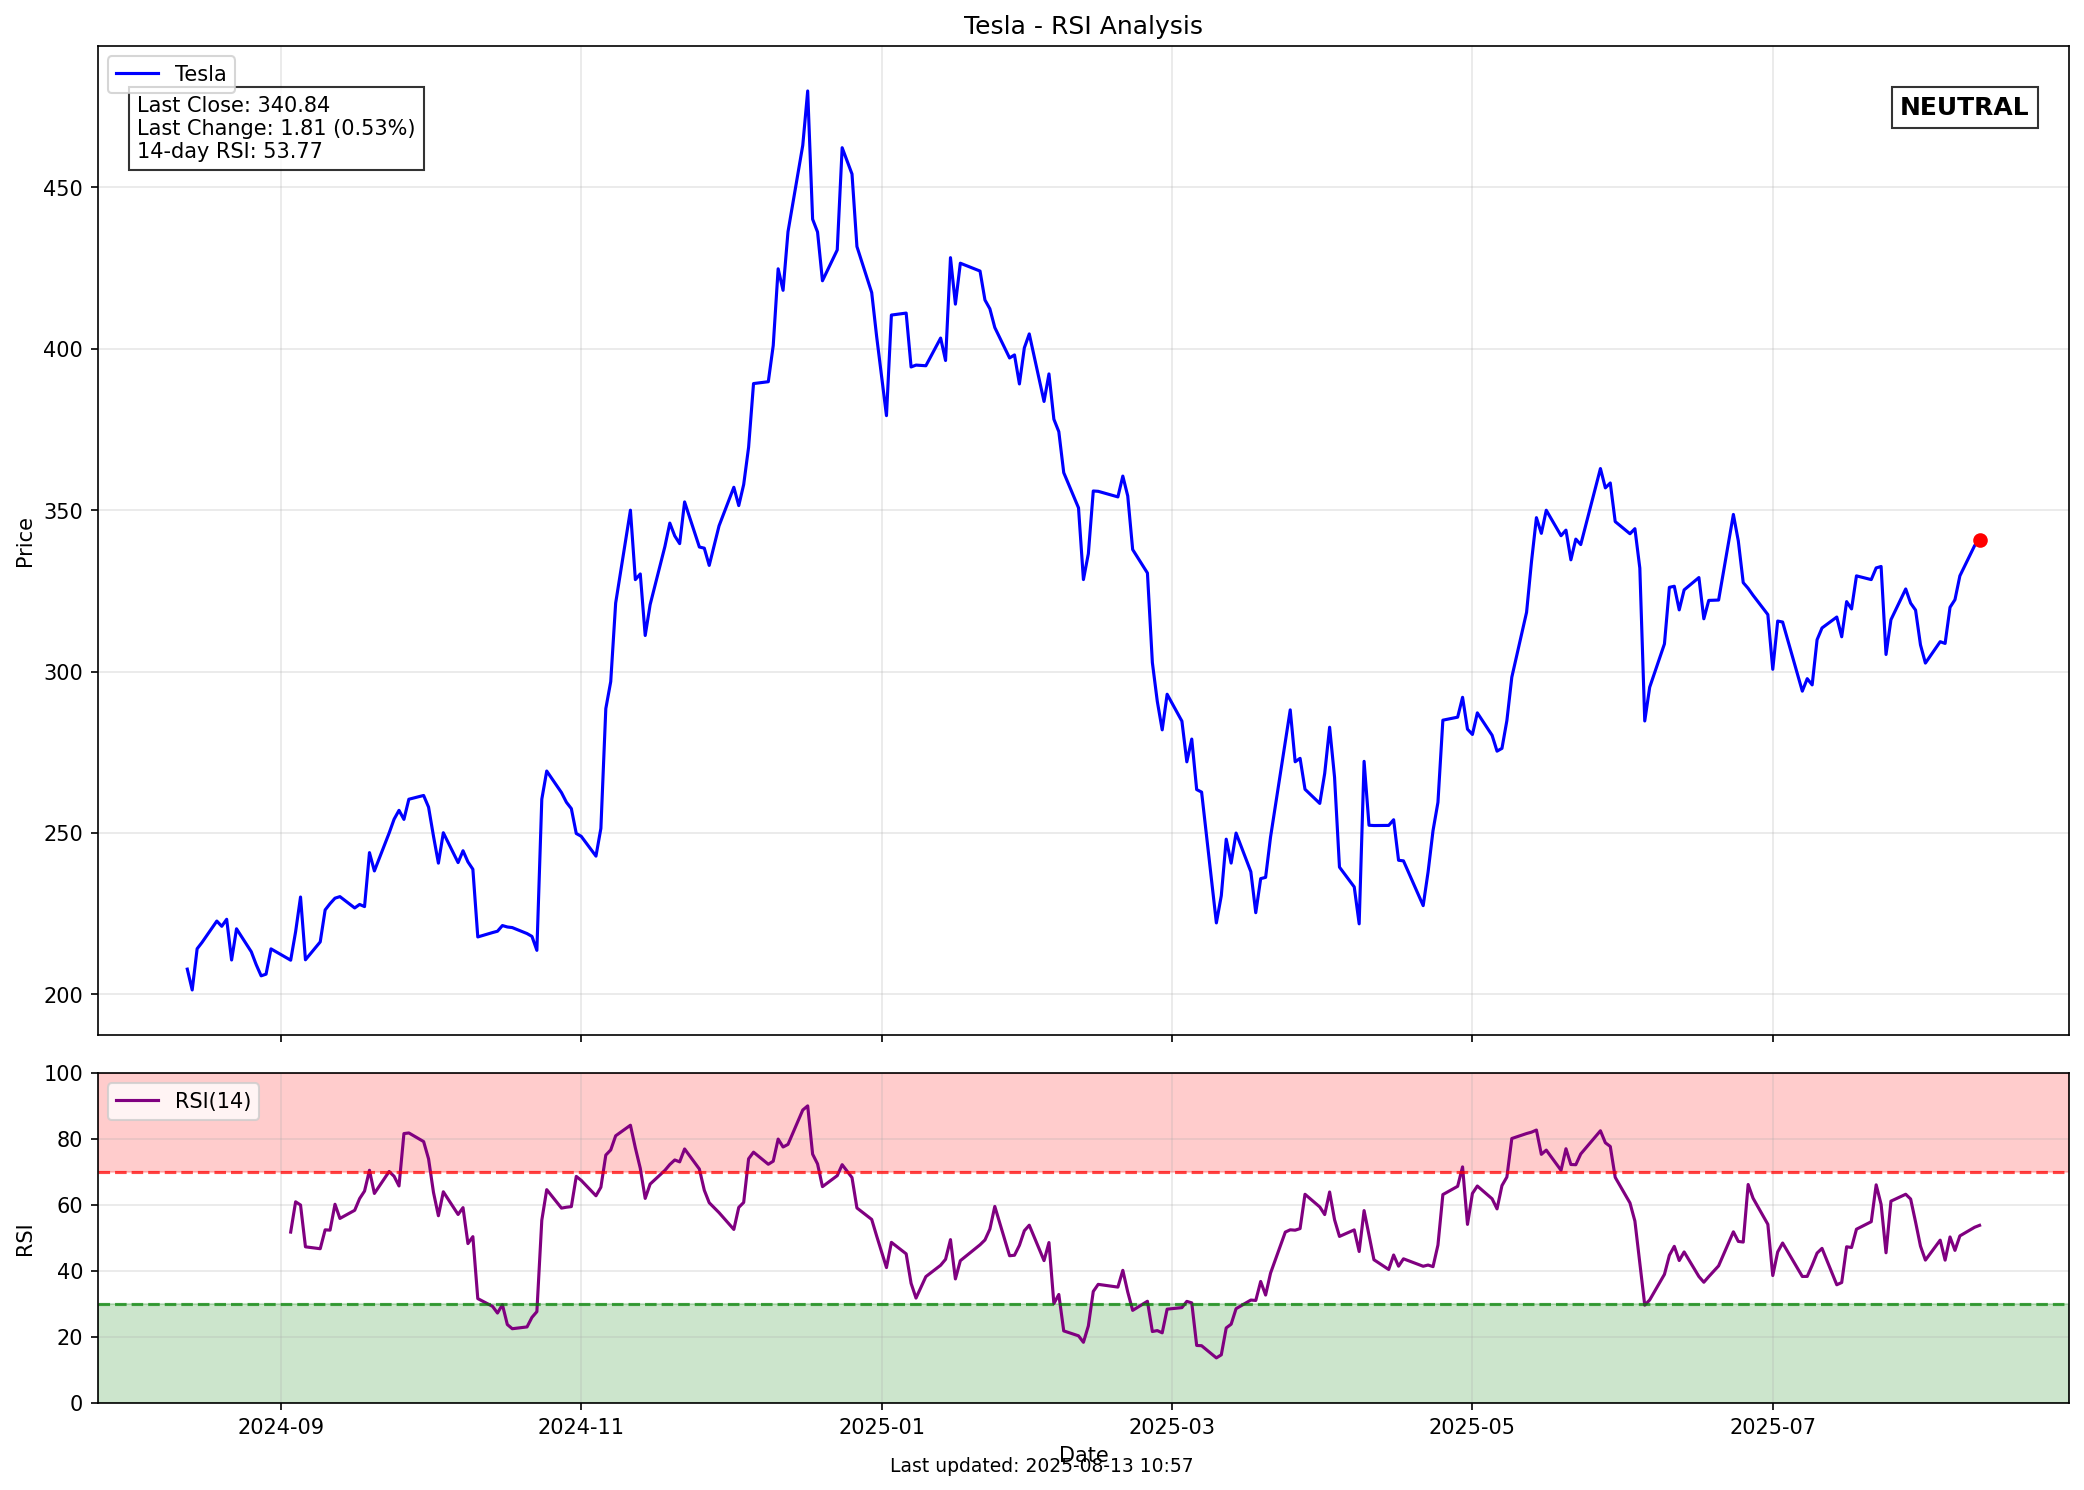 Tesla - RSI Analysis
Tesla
Last Close: 340.84
Last Change: 1.81 (0.53%)
14-day RSI: 53.77
NEUTRAL
Price
450
400
350
300
250
200
RSI(14)
RSI
100
80
60
40
20
0
2024-09
2024-11
2025-01
2025-03
2025-05
2025-07
Date
Last updated: 2025-08-13 10:57